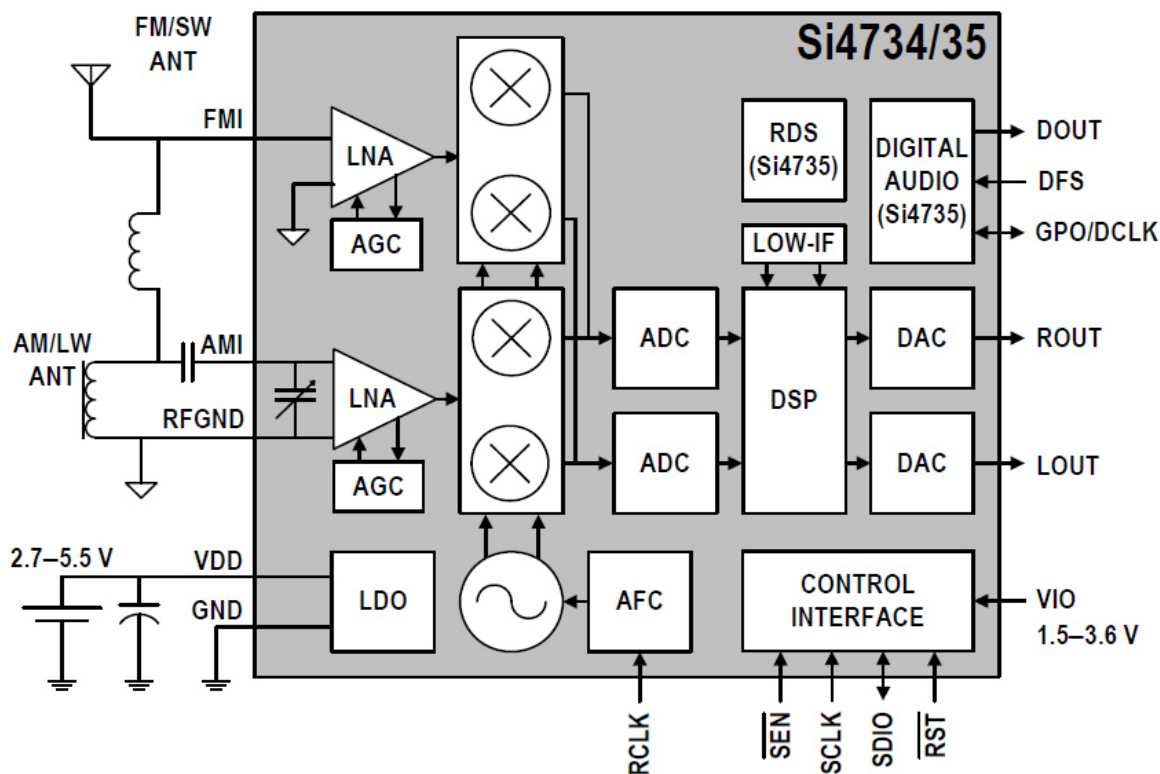 FM/SW
ANT
Si4734/35
FMI
LNA
AGC
RDS
(Si4735)
DIGITAL
AUDIO
(Si4735)
DOUT
DFS
GPO/DCLK
LOW-IF
AM/LW
ANT
AMI
RFGND
LNA
AGC
ADC
ADC
DSP
DAC
DAC
ROUT
LOUT
2.7–5.5 V
VDD
GND
LDO
AFC
CONTROL
INTERFACE
VIO
1.5–3.6 V
RCLK
SEN
SCLK
SDIO
RST